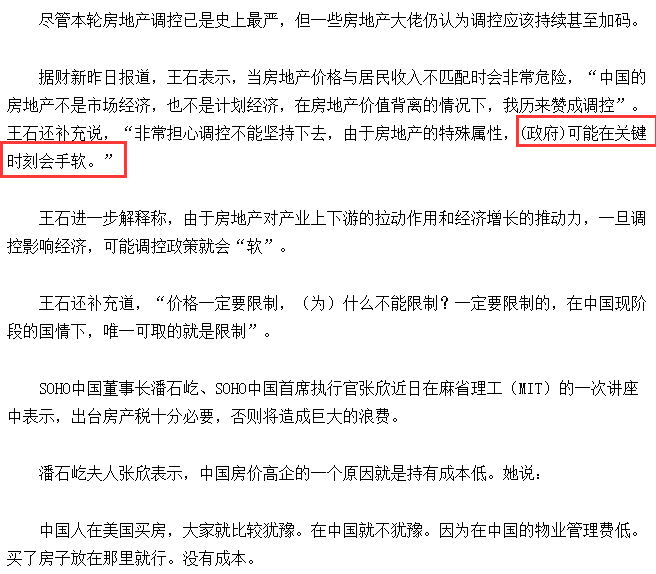 尽管本轮房地产调控已是史上最严，但一些房地产大佬仍认为调控应该持续甚至加码。
据财新昨日报道，王石表示，当房地产价格与居民收入不匹配时会非常危险，“中国的
房地产不是市场经济，也不是计划经济，在房地产价值背离的情况下，我历来赞成调控”。
王石还补充说，“非常担心调控不能坚持下去，由于房地产的特殊属性，(政府)可能在关键
时刻会手软。”
王石进一步解释称，由于房地产对产业上下游的拉动作用和经济增长的推动力，一旦调
控影响经济，可能调控政策就会“软”。
王石还补充道，“价格一定要限制，（为）什么不能限制？一定要限制的，在中国现阶
段的国情下，唯一可取的就是限制”。
SOHO中国董事长潘石屹、SOHO中国首席执行官张欣近日在麻省理工（MIT）的一次讲座
中表示，出台房产税十分必要，否则将造成巨大的浪费。
潘石屹夫人张欣表示，中国房价高企的一个原因就是持有成本低。她说：
中国人在美国买房，大家就比较犹豫。在中国就不犹豫。因为在中国的物业管理费低。
买了房子放在那里就行。没有成本。